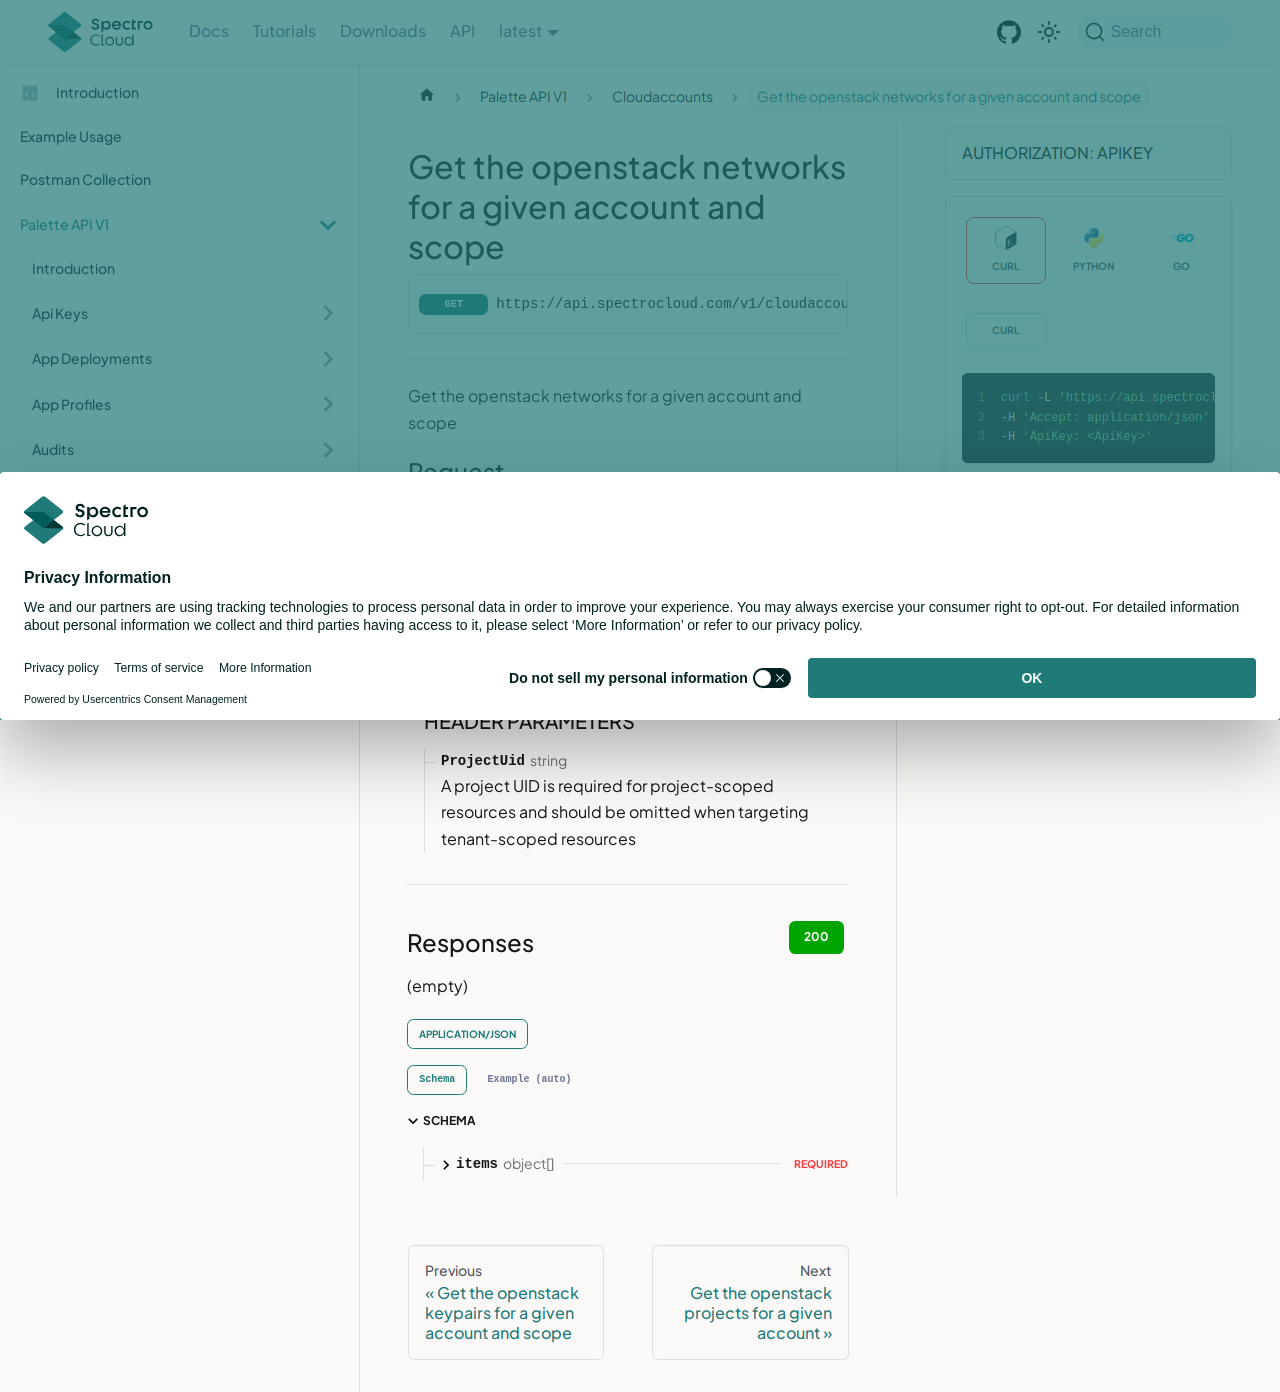 Spectro Cloud
Docs
Tutorials
Downloads
API
latest
Search
Introduction
Example Usage
Postman Collection
Palette API V1
Introduction
Api Keys
App Deployments
App Profiles
Audits
Palette API V1
Cloudaccounts
Get the openstack networks for a given account and scope
Get the openstack networks
for a given account and
scope
GET https://api.spectrocloud.com/v1/cloudaccou
Get the openstack networks for a given account and
scope
Request
AUTHORIZATION: APIKEY
CURL
PYTHON
GO
CURL
1 curl -L 'https://api.spectrocl
2 -H 'Accept: application/json'
3 -H 'ApiKey: <ApiKey>'
Spectro
Cloud
Privacy Information
We and our partners are using tracking technologies to process personal data in order to improve your experience. You may always exercise your consumer right to opt-out. For detailed information
about personal information we collect and third parties having access to it, please select ‘More Information’ or refer to our privacy policy.
Privacy policy
Terms of service
More Information
Powered by Usercentrics Consent Management
Do not sell my personal information
OK
HEADER PARAMETERS
ProjectUid string
A project UID is required for project-scoped
resources and should be omitted when targeting
tenant-scoped resources
Responses
200
(empty)
APPLICATION/JSON
Schema
Example (auto)
SCHEMA
items object[]
REQUIRED
Previous
« Get the openstack
keypairs for a given
account and scope
Next
Get the openstack
projects for a given
account »